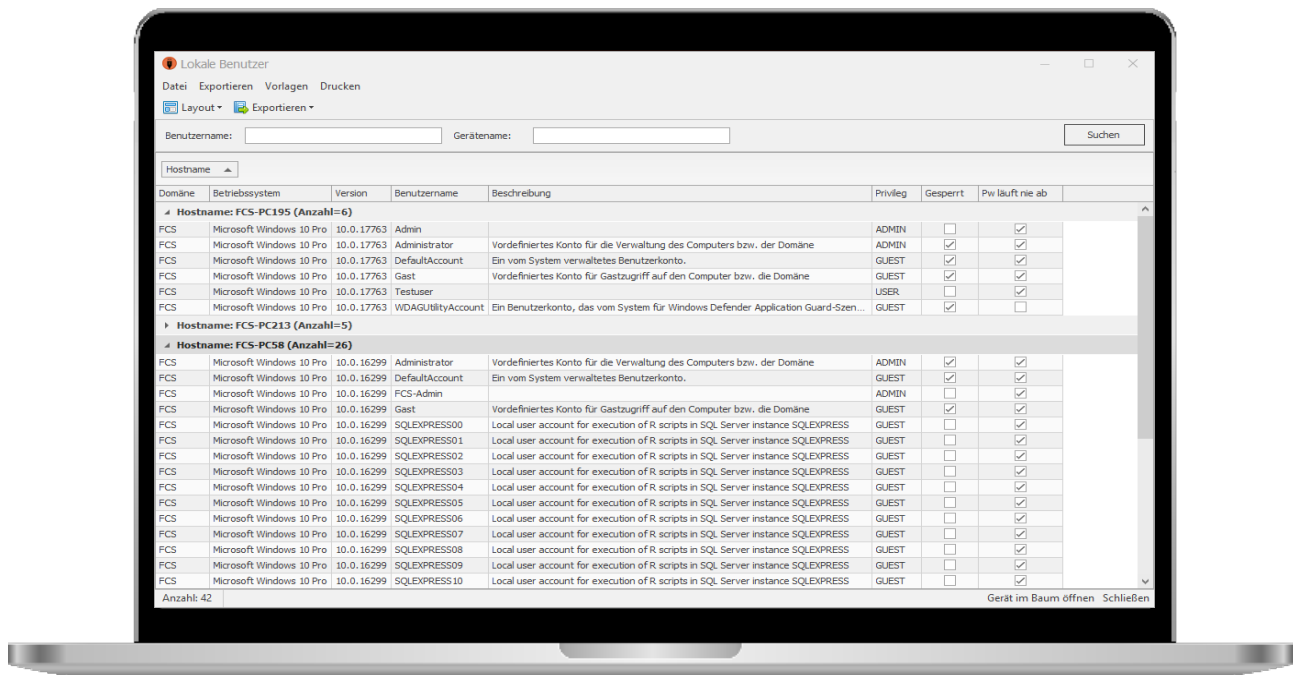 Lokale Benutzer
Datei Exportieren Vorlagen Drucken
Layout Exportieren
Benutzername: Gerätename: Suchen
Hostname
Domäne Betriebssystem Version Benutzername Beschreibung Privileg Gesperrt Pw läuft nie ab
Hostname: FCS-PC195 (Anzahl=6)
FCS Microsoft Windows 10 Pro 10.0.17763 Admin ADMIN
FCS Microsoft Windows 10 Pro 10.0.17763 Administrator Vordefiniertes Konto für die Verwaltung des Computers bzw. der Domäne ADMIN
FCS Microsoft Windows 10 Pro 10.0.17763 DefaultAccount Ein vom System verwaltetes Benutzerkonto. GUEST
FCS Microsoft Windows 10 Pro 10.0.17763 Gast Vordefiniertes Konto für Gastzugriff auf den Computer bzw. die Domäne GUEST
FCS Microsoft Windows 10 Pro 10.0.17763 Testuser USER
FCS Microsoft Windows 10 Pro 10.0.17763 WDAGUtilityAccount Ein Benutzerkonto, das vom System für Windows Defender Application Guard-Szen... GUEST
Hostname: FCS-PC213 (Anzahl=5)
Hostname: FCS-PC58 (Anzahl=26)
FCS Microsoft Windows 10 Pro 10.0.16299 Administrator Vordefiniertes Konto für die Verwaltung des Computers bzw. der Domäne ADMIN
FCS Microsoft Windows 10 Pro 10.0.16299 DefaultAccount Ein vom System verwaltetes Benutzerkonto. GUEST
FCS Microsoft Windows 10 Pro 10.0.16299 FCS-Admin ADMIN
FCS Microsoft Windows 10 Pro 10.0.16299 Gast Vordefiniertes Konto für Gastzugriff auf den Computer bzw. die Domäne GUEST
FCS Microsoft Windows 10 Pro 10.0.16299 SQLEXPRESS00 Local user account for execution of R scripts in SQL Server instance SQLEXPRESS GUEST
FCS Microsoft Windows 10 Pro 10.0.16299 SQLEXPRESS01 Local user account for execution of R scripts in SQL Server instance SQLEXPRESS GUEST
FCS Microsoft Windows 10 Pro 10.0.16299 SQLEXPRESS02 Local user account for execution of R scripts in SQL Server instance SQLEXPRESS GUEST
FCS Microsoft Windows 10 Pro 10.0.16299 SQLEXPRESS03 Local user account for execution of R scripts in SQL Server instance SQLEXPRESS GUEST
FCS Microsoft Windows 10 Pro 10.0.16299 SQLEXPRESS04 Local user account for execution of R scripts in SQL Server instance SQLEXPRESS GUEST
FCS Microsoft Windows 10 Pro 10.0.16299 SQLEXPRESS05 Local user account for execution of R scripts in SQL Server instance SQLEXPRESS GUEST
FCS Microsoft Windows 10 Pro 10.0.16299 SQLEXPRESS06 Local user account for execution of R scripts in SQL Server instance SQLEXPRESS GUEST
FCS Microsoft Windows 10 Pro 10.0.16299 SQLEXPRESS07 Local user account for execution of R scripts in SQL Server instance SQLEXPRESS GUEST
FCS Microsoft Windows 10 Pro 10.0.16299 SQLEXPRESS08 Local user account for execution of R scripts in SQL Server instance SQLEXPRESS GUEST
FCS Microsoft Windows 10 Pro 10.0.16299 SQLEXPRESS09 Local user account for execution of R scripts in SQL Server instance SQLEXPRESS GUEST
FCS Microsoft Windows 10 Pro 10.0.16299 SQLEXPRESS10 Local user account for execution of R scripts in SQL Server instance SQLEXPRESS GUEST
Anzahl: 42 Gerät im Baum öffnen Schließen